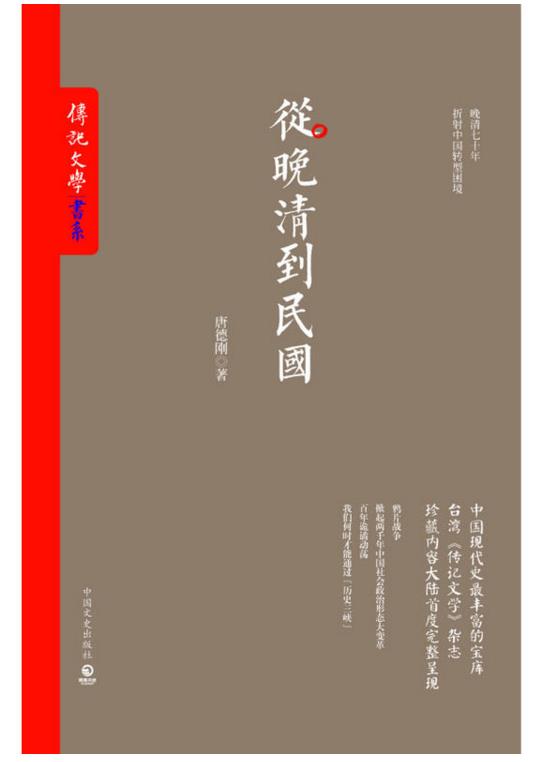 從晚清到民國
唐德刚◎著
晚清七十年
折射中国转型困境
傳記文學
書系
中国现代史最丰富的宝库
台湾《传记文学》杂志
珍藏内容大陆首度完整呈现
鸦片战争
掀起两千年中国社会政治形态大变革
百年诡谲动荡
我们何时才能通过「历史三峡」
中国文史出版社